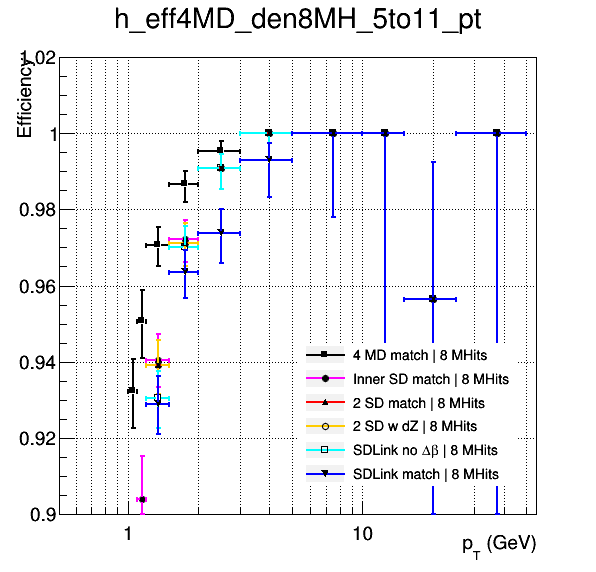 h_eff4MD_den8MH_5to11_pt
Efficiency
1.02
1
0.98
0.96
0.94
0.92
0.9
4 MD match | 8 MHits
Inner SD match | 8 MHits
2 SD match | 8 MHits
2 SD w dZ | 8 MHits
SDLink no Δβ | 8 MHits
SDLink match | 8 MHits
1
10
p_T (GeV)